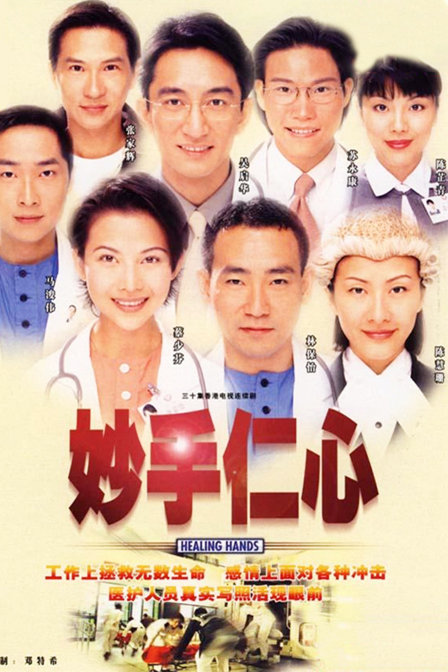 张家辉
吴启华
苏永康
陈芷菁
马浚伟
蔡少芬
林保怡
陈慧珊
三十集香港电视连续剧
妙手仁心
HEALING HANDS
工作上拯救无数生命 感情上面对各种冲击
医护人员真实写照活现眼前
制：邓特希